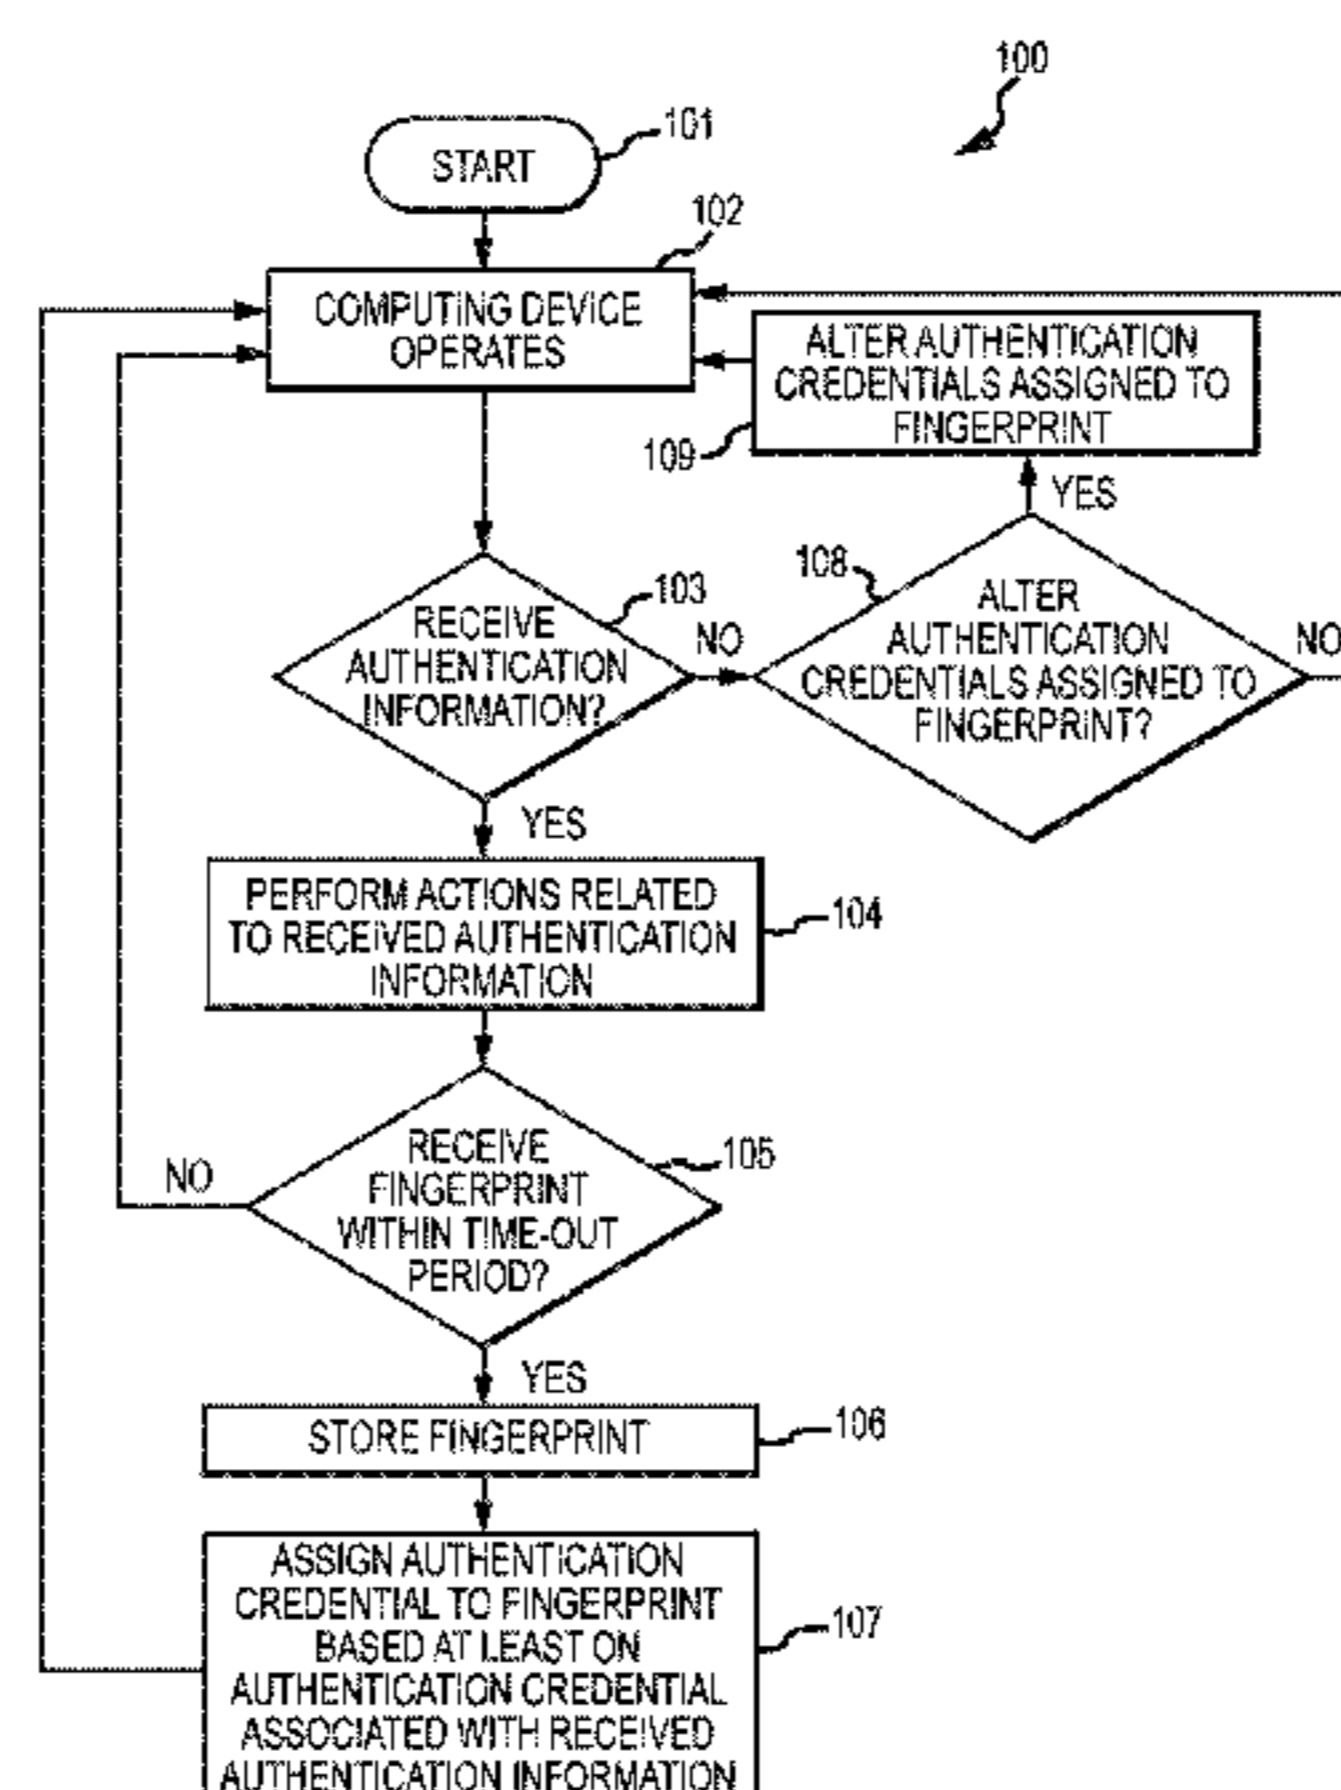 100
101
START
102
COMPUTING DEVICE
OPERATES
ALTER AUTHENTICATION
CREDENTIALS ASSIGNED TO
FINGERPRINT
109
YES
108
ALTER
AUTHENTICATION
CREDENTIALS ASSIGNED TO
FINGERPRINT?
NO
103
RECEIVE
AUTHENTICATION
INFORMATION?
NO
YES
PERFORM ACTIONS RELATED
TO RECEIVED AUTHENTICATION
INFORMATION
104
RECEIVE
FINGERPRINT
WITHIN TIME-OUT
PERIOD?
105
NO
YES
STORE FINGERPRINT
106
ASSIGN AUTHENTICATION
CREDENTIAL TO FINGERPRINT
BASED AT LEAST ON
AUTHENTICATION CREDENTIAL
ASSOCIATED WITH RECEIVED
AUTHENTICATION INFORMATION
107